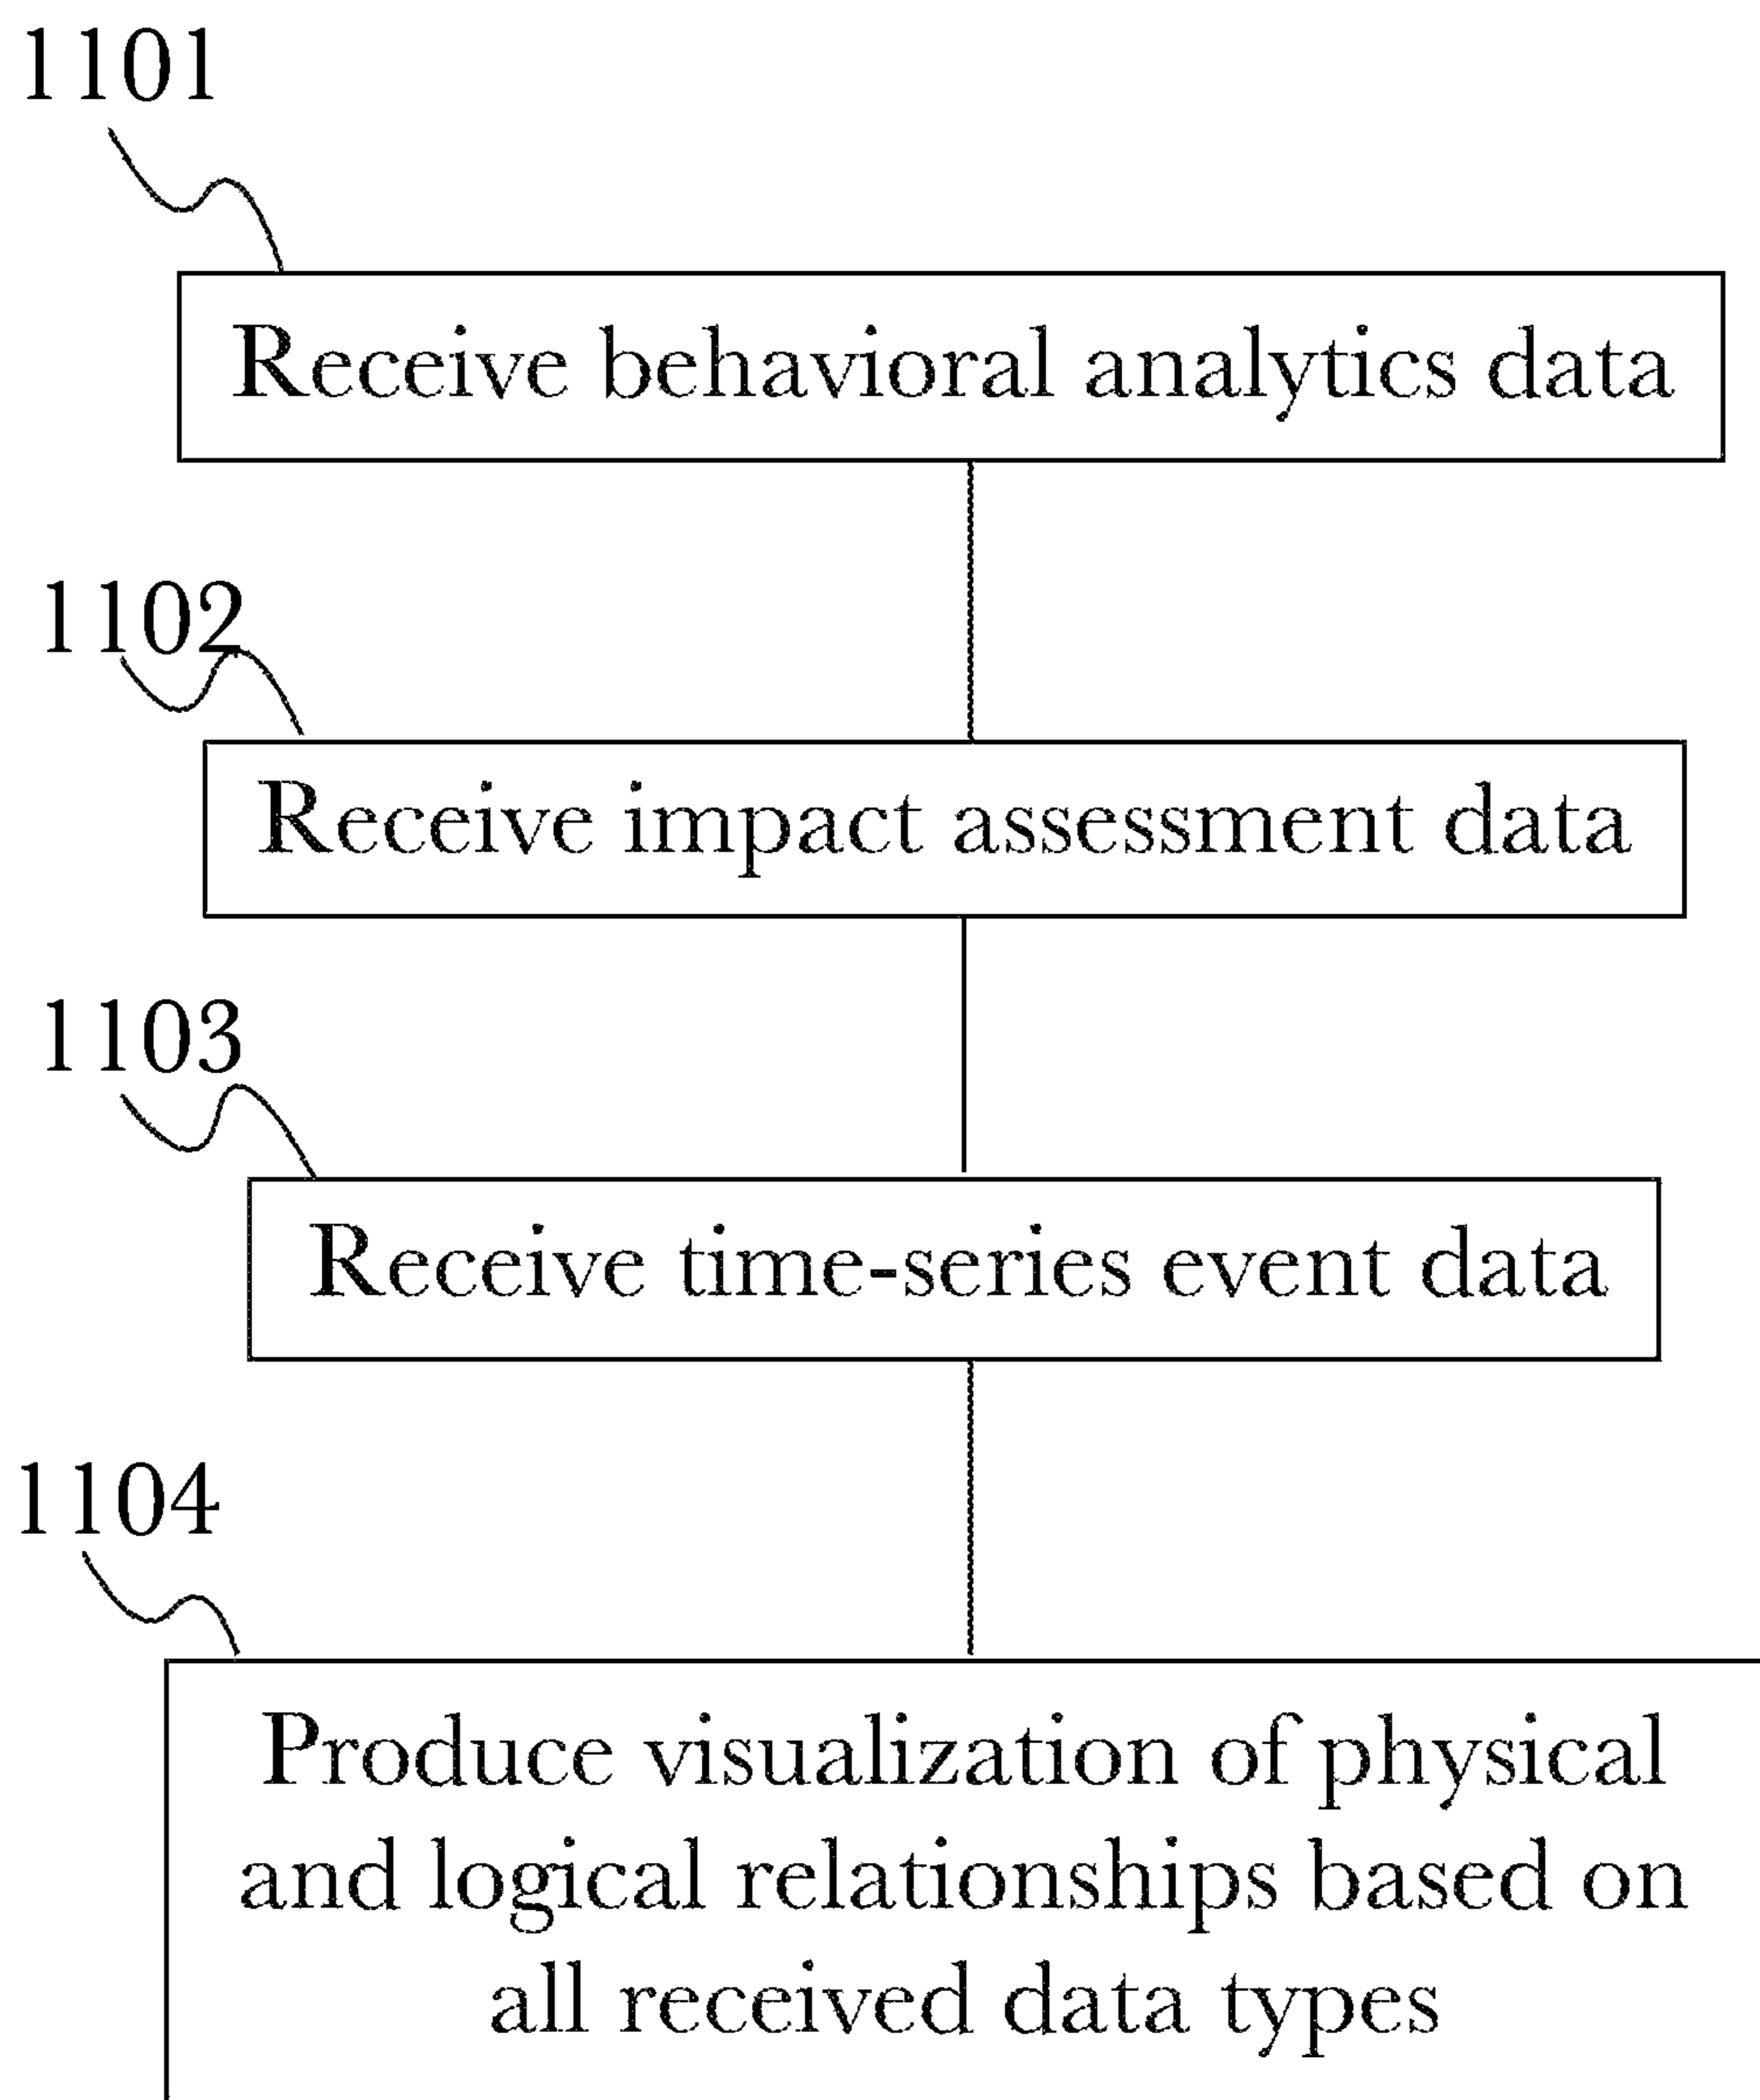 1101
Receive behavioral analytics data
1102
Receive impact assessment data
1103
Receive time-series event data
1104
Produce visualization of physical
and logical relationships based on
all received data types